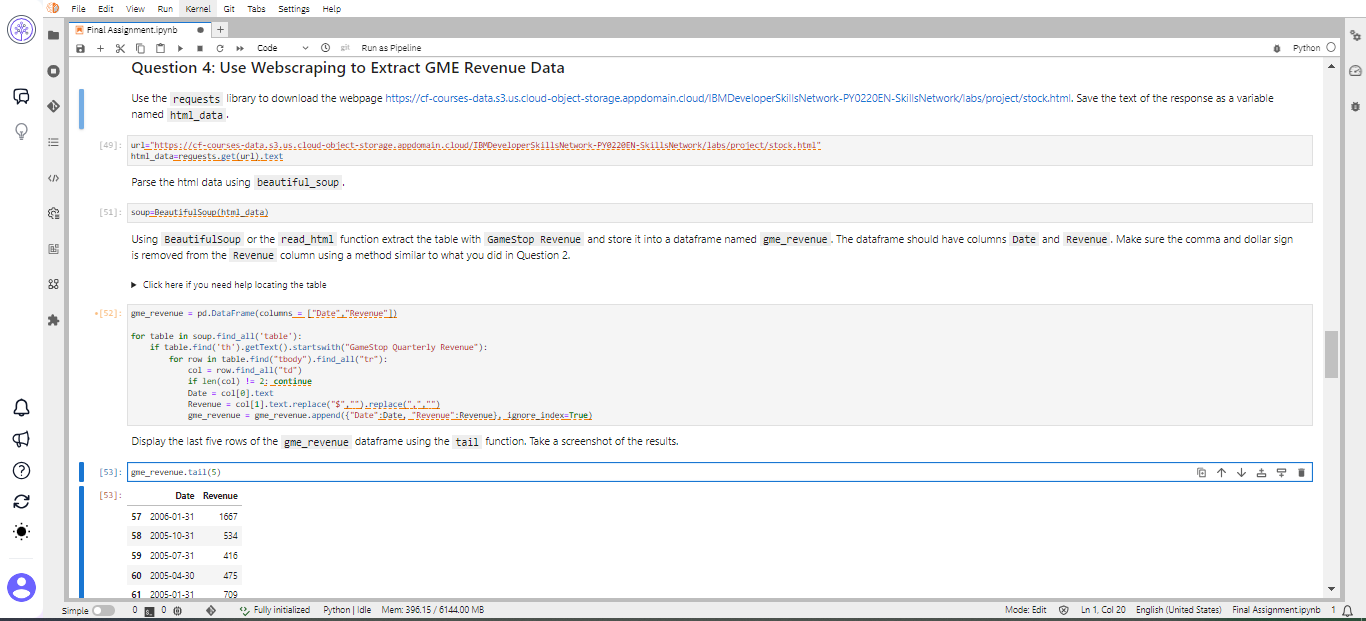 File Edit View Run Kernel Git Tabs Settings Help
Final Assignment.ipynb
Code git Run as Pipeline Python
Question 4: Use Webscraping to Extract GME Revenue Data
Use the requests library to download the webpage https://cf-courses-data.s3.us.cloud-object-storage.appdomain.cloud/IBMDeveloperSkillsNetwork-PY0220EN-SkillsNetwork/labs/project/stock.html. Save the text of the response as a variable
named html_data.
[49]: url="https://cf-courses-data.s3.us.cloud-object-storage.appdomain.cloud/IBMDeveloperSkillsNetwork-PY0220EN-SkillsNetwork/labs/project/stock.html"
html_data=requests.get(url).text
Parse the html data using beautiful_soup.
[51]: soup=BeautifulSoup(html_data)
Using BeautifulSoup or the read_html function extract the table with GameStop Revenue and store it into a dataframe named gme_revenue. The dataframe should have columns Date and Revenue. Make sure the comma and dollar sign
is removed from the Revenue column using a method similar to what you did in Question 2.
Click here if you need help locating the table
•[52]: gme_revenue = pd.DataFrame(columns = ["Date","Revenue"])
for table in soup.find_all('table'):
if table.find('th').getText().startswith("GameStop Quarterly Revenue"):
for row in table.find("tbody").find_all("tr"):
col = row.find_all("td")
if len(col) != 2: continue
Date = col[0].text
Revenue = col[1].text.replace("$","").replace(",","")
gme_revenue = gme_revenue.append({"Date":Date, "Revenue":Revenue}, ignore_index=True)
Display the last five rows of the gme_revenue dataframe using the tail function. Take a screenshot of the results.
[53]: gme_revenue.tail(5)
[53]: Date Revenue
57 2006-01-31 1667
58 2005-10-31 534
59 2005-07-31 416
60 2005-04-30 475
61 2005-01-31 709
Simple 0 0 Fully initialized Python | Idle Mem: 396.15 / 6144.00 MB Mode: Edit Ln 1, Col 20 English (United States) Final Assignment.ipynb 1